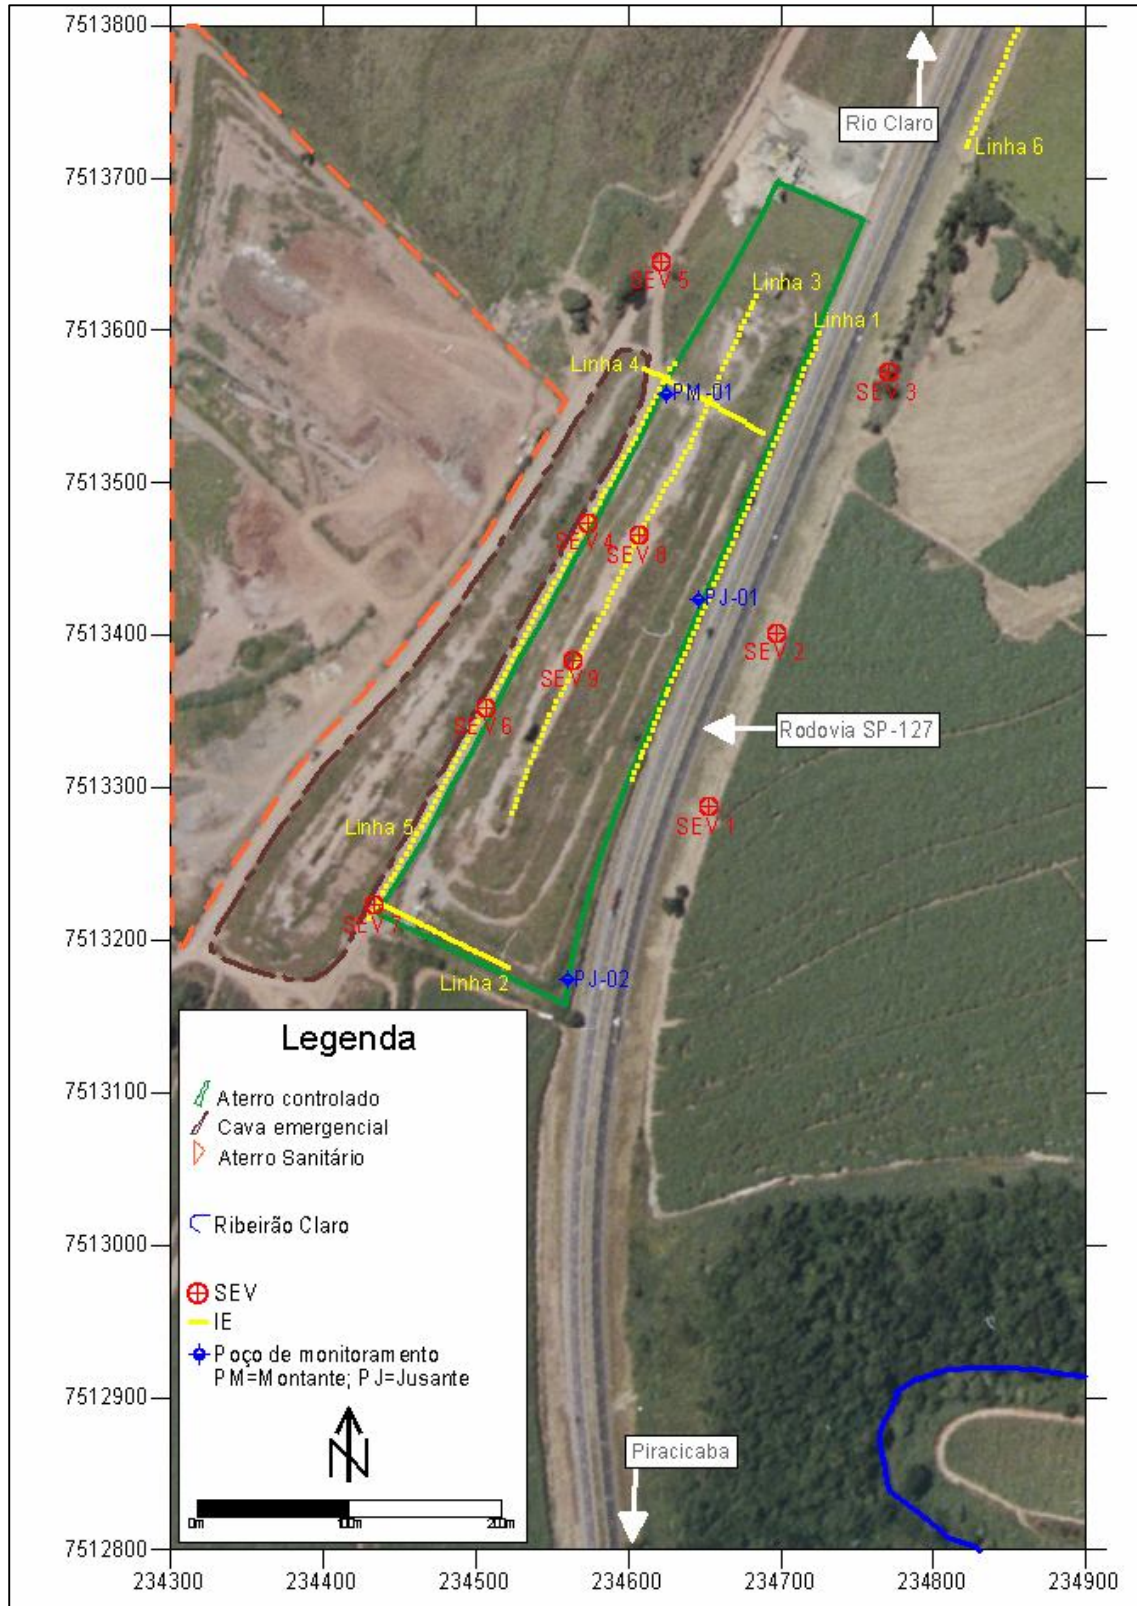 7513800
Rio Claro
Linha 6
7513700
SEV 5
Linha 3
Linha 1
7513600
Linha 4
PM-01
SEV 3
7513500
SEV 4
SEV 8
PJ-01
7513400
SEV 2
SEV 9
SEV 6
Rodovia SP-127
7513300
SEV 1
Linha 5
SEV 7
7513200
Linha 2
PJ-02
Legenda
7513100
Aterro controlado
Cava emergencial
Aterro Sanitário
Ribeirão Claro
7513000
SEV
IE
Poço de monitoramento
PM=Montante; PJ=Jusante
7512900
N
Piracicaba
0m 100m 200m
7512800
234300 234400 234500 234600 234700 234800 234900